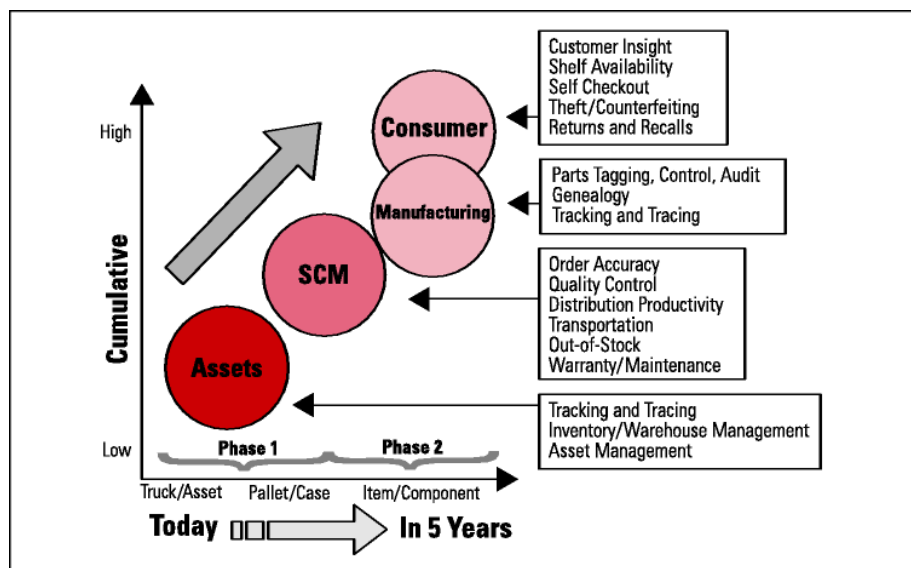 Customer Insight
Shelf Availability
Self Checkout
Theft/Counterfeiting
Returns and Recalls
High
Consumer
Parts Tagging, Control, Audit
Genealogy
Tracking and Tracing
Manufacturing
SCM
Order Accuracy
Quality Control
Distribution Productivity
Transportation
Out-of-Stock
Warranty/Maintenance
Cumulative
Assets
Tracking and Tracing
Inventory/Warehouse Management
Asset Management
Low
Phase 1
Phase 2
Truck/Asset
Pallet/Case
Item/Component
Today
In 5 Years